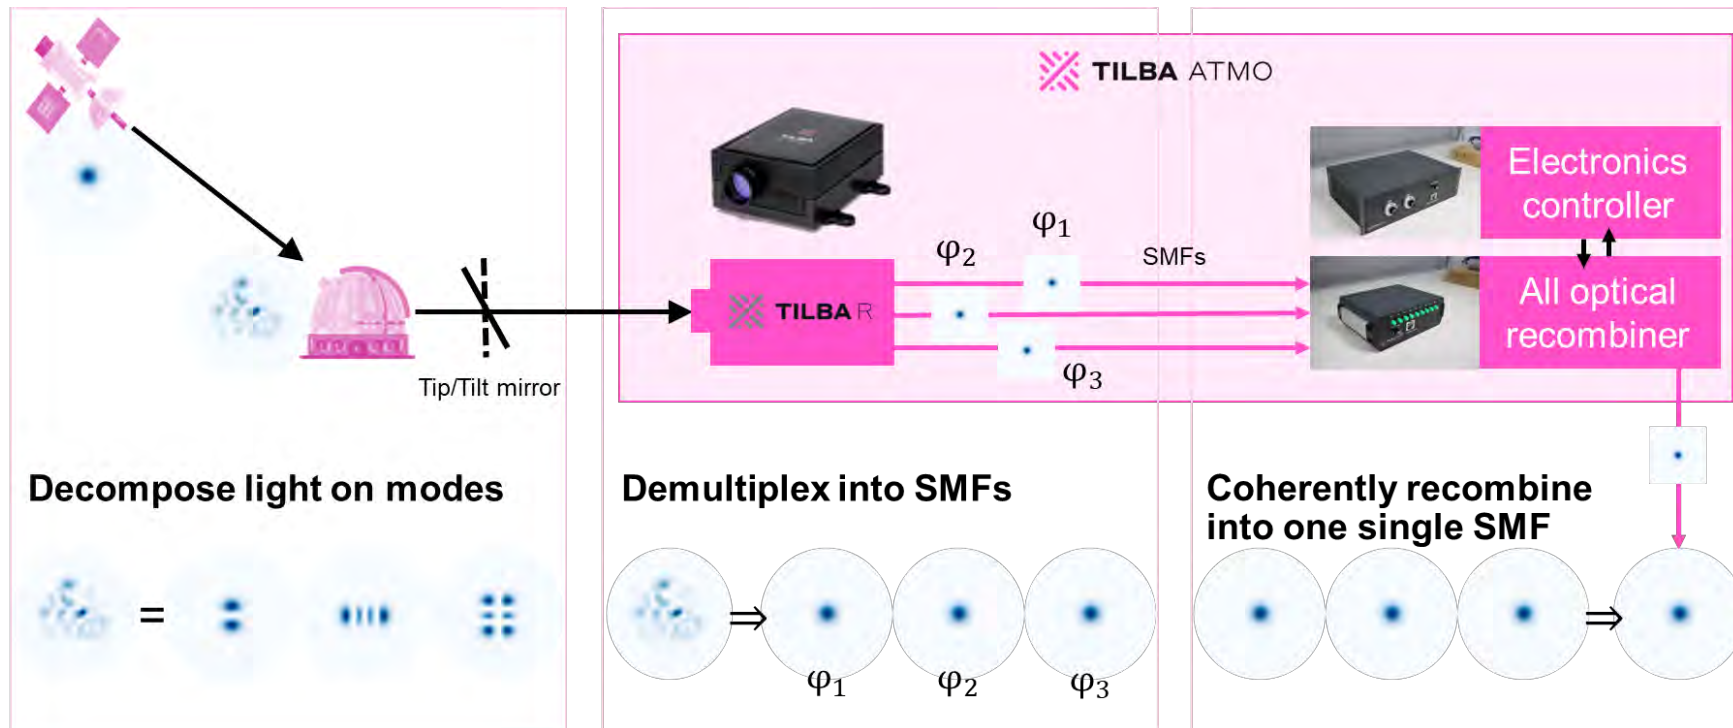 TILBA ATMO
Electronics
controller
φ1
φ2
SMFs
TILBA R
All optical
recombiner
φ3
Tip/Tilt mirror
Decompose light on modes
Demultiplex into SMFs
Coherently recombine
into one single SMF
=
⇒
⇒
φ1
φ2
φ3